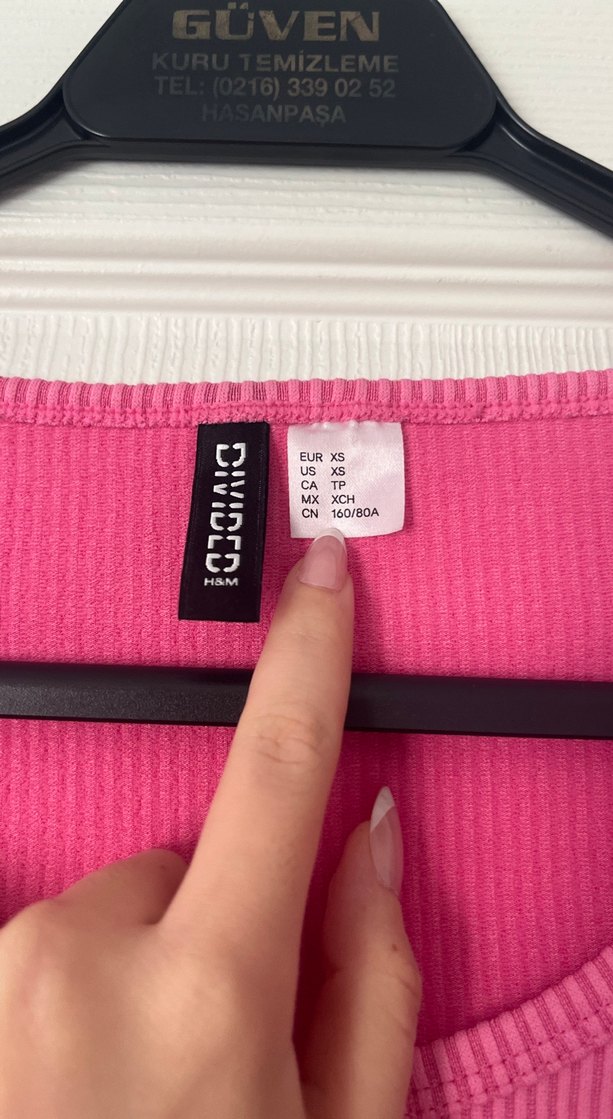 GÜVEN
KURU TEMİZLEME
TEL: (0216) 339 02 52
HASANPAŞA
DIVIDED
H&M
EUR XS
US XS
CA TP
MX XCH
CN 160/80A